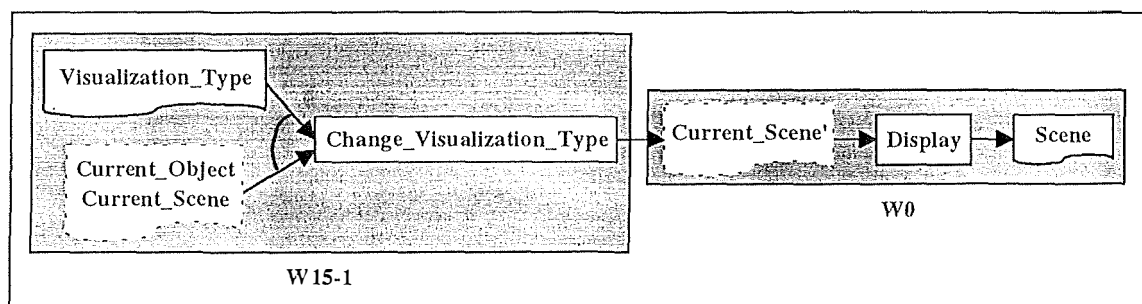 Visualization_Type
Current_Object
Current_Scene
Change_Visualization_Type
Current_Scene'
Display
Scene
W15-1
W0